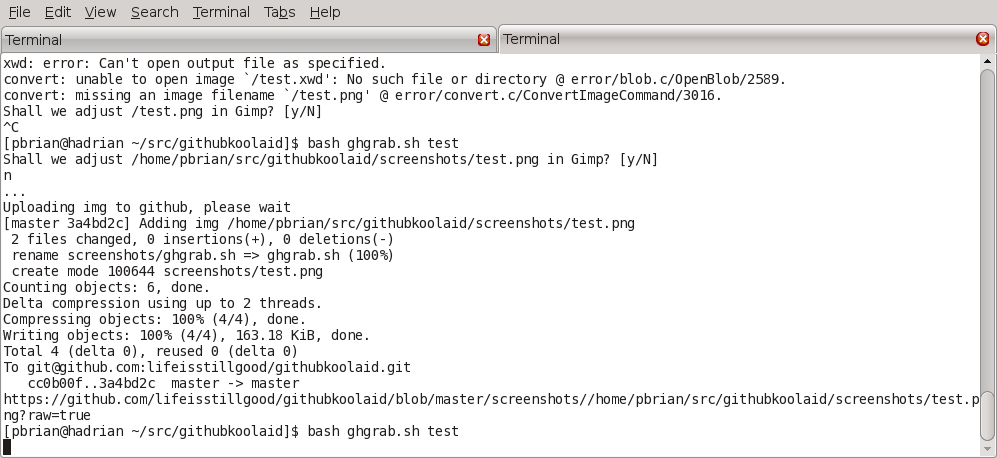 File Edit View Search Terminal Tabs Help
Terminal Terminal
xwd: error: Can't open output file as specified.
convert: unable to open image `/test.xwd': No such file or directory @ error/blob.c/OpenBlob/2589.
convert: missing an image filename `/test.png' @ error/convert.c/ConvertImageCommand/3016.
Shall we adjust /test.png in Gimp? [y/N]
^C
[pbrian@hadrian ~/src/githubkoolaid]$ bash ghgrab.sh test
Shall we adjust /home/pbrian/src/githubkoolaid/screenshots/test.png in Gimp? [y/N]
n
...
Uploading img to github, please wait
[master 3a4bd2c] Adding img /home/pbrian/src/githubkoolaid/screenshots/test.png
 2 files changed, 0 insertions(+), 0 deletions(-)
 rename screenshots/ghgrab.sh => ghgrab.sh (100%)
 create mode 100644 screenshots/test.png
Counting objects: 6, done.
Delta compression using up to 2 threads.
Compressing objects: 100% (4/4), done.
Writing objects: 100% (4/4), 163.18 KiB, done.
Total 4 (delta 0), reused 0 (delta 0)
To git@github.com:lifeisstillgood/githubkoolaid.git
   cc0b00f..3a4bd2c  master -> master
https://github.com/lifeisstillgood/githubkoolaid/blob/master/screenshots//home/pbrian/src/githubkoolaid/screenshots/test.p
ng?raw=true
[pbrian@hadrian ~/src/githubkoolaid]$ bash ghgrab.sh test